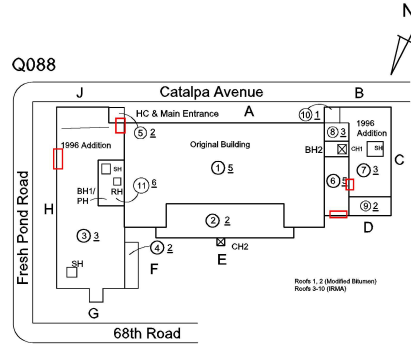 N
Q088
J
Catalpa Avenue
B
HC & Main Entrance
A
10 1
5 2
1996 Addition
Original Building
8 3
1996
Addition
BH2
CH1
SH
C
SH
1 5
BH1/
PH
RH
11 6
6 5
7 3
H
Fresh Pond Road
2 2
9 2
3 3
D
4 2
CH2
F
E
SH
G
Roofs 1, 2 (Modified Bitumen)
Roofs 3-10 (IRMA)
68th Road